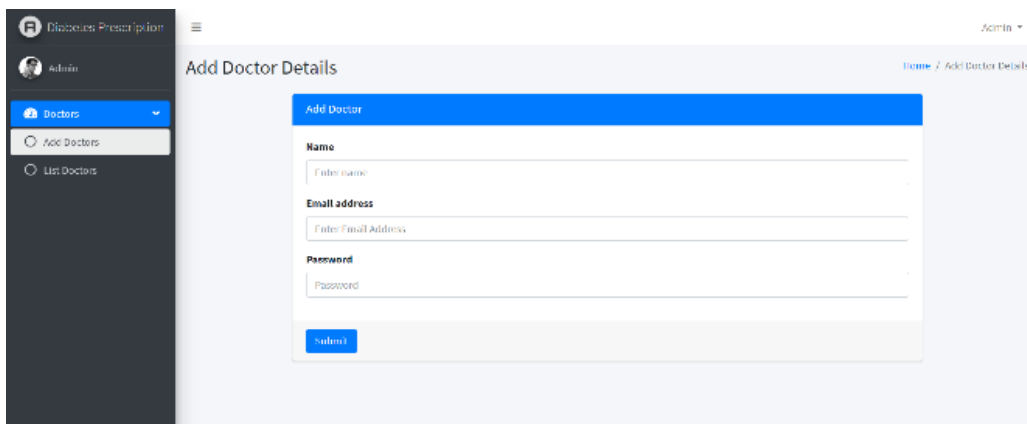 Diabetes Prescription
Admin
Admin
Add Doctor Details
Home / Add Doctor Details
Doctors
Add Doctors
List Doctors
Add Doctor
Name
Enter name
Email address
Enter Email Address
Password
Password
Submit